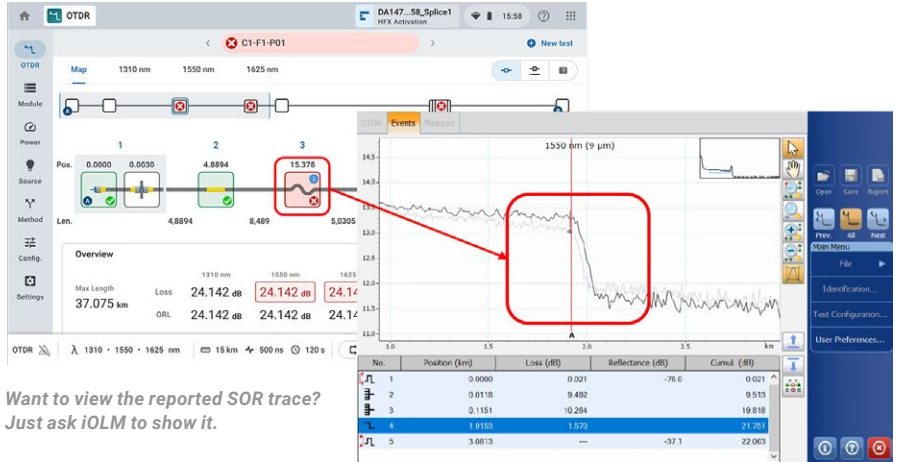 OTDR
DA147...58_Splice1
HFX Activation
15:58
C1-F1-P01
New test
OTDR
Module
Power
Source
Method
Config.
Settings
Map 1310 nm 1550 nm 1625 nm
A
A
1 2 3
Pos. 0.0000 0.0030 4.8894 15.378
A
Len. 4,8894 8,489 5,0305
Overview
1310 nm 1550 nm 1625
Max Length
37.075 km
Loss 24.142 dB 24.142 dB 24.14
ORL 24.142 dB 24.142 dB 24.14
OTDR λ 1310 · 1550 · 1625 nm 15 km 500 ns 120 s
Want to view the reported SOR trace?
Just ask iOLM to show it.
OTDR Events Measure
1550 nm (9 µm)
14.5
14.0
13.5
13.0
12.5
12.0
11.5
11.0
1.0 1.5 2.0 2.5 km
A
No. Position (km) Loss (dB) Reflectance (dB) Cumul. (dB)
1 0.0000 0.021 -76.0 0.021
2 0.0118 9.492 9.513
3 0.1151 10.284 19.818
4 1.9153 1.570 21.751
5 3.0813 --- -37.1 22.063
Open Save Report
Prev. All Next
Main Menu
File
Identification...
Test Configuration...
User Preferences...